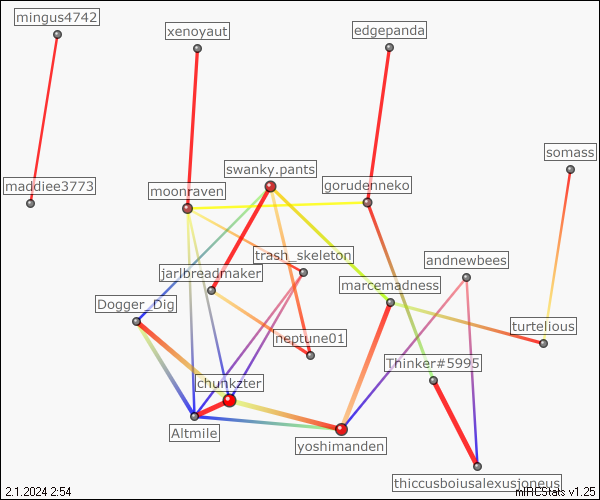 mingus4742
xenoyaut
edgepanda
somass
swanky.pants
maddiee3773
moonraven
gorudenneko
trash_skeleton
andnewbees
jarlbreadmaker
marcemadness
Dogger_Dig
turtelious
neptune01
Thinker#5995
chunkzter
Altmile
yoshimanden
thiccusboiusalexusjoneus
2.1.2024 2:54
mIRCStats v1.25